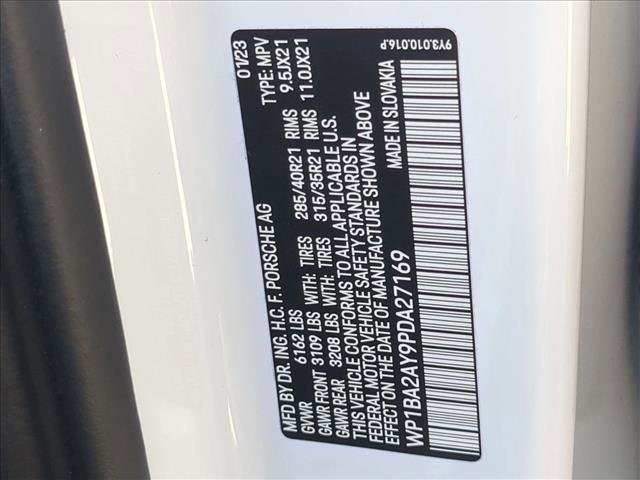 MFD BY DR. ING. H.C. F. PORSCHE AG 01/23
GVWR 6162 LBS TYPE: MPV
GAWR FRONT 3109 LBS WITH: TIRES 285/40R21 RIMS 9.5JX21
GAWR REAR 3208 LBS WITH: TIRES 315/35R21 RIMS 11.0JX21
THIS VEHICLE CONFORMS TO ALL APPLICABLE U.S.
FEDERAL MOTOR VEHICLE SAFETY STANDARDS IN
EFFECT ON THE DATE OF MANUFACTURE SHOWN ABOVE
WP1BA2AY9PDA27169 MADE IN SLOVAKIA
9Y3.010.016.P